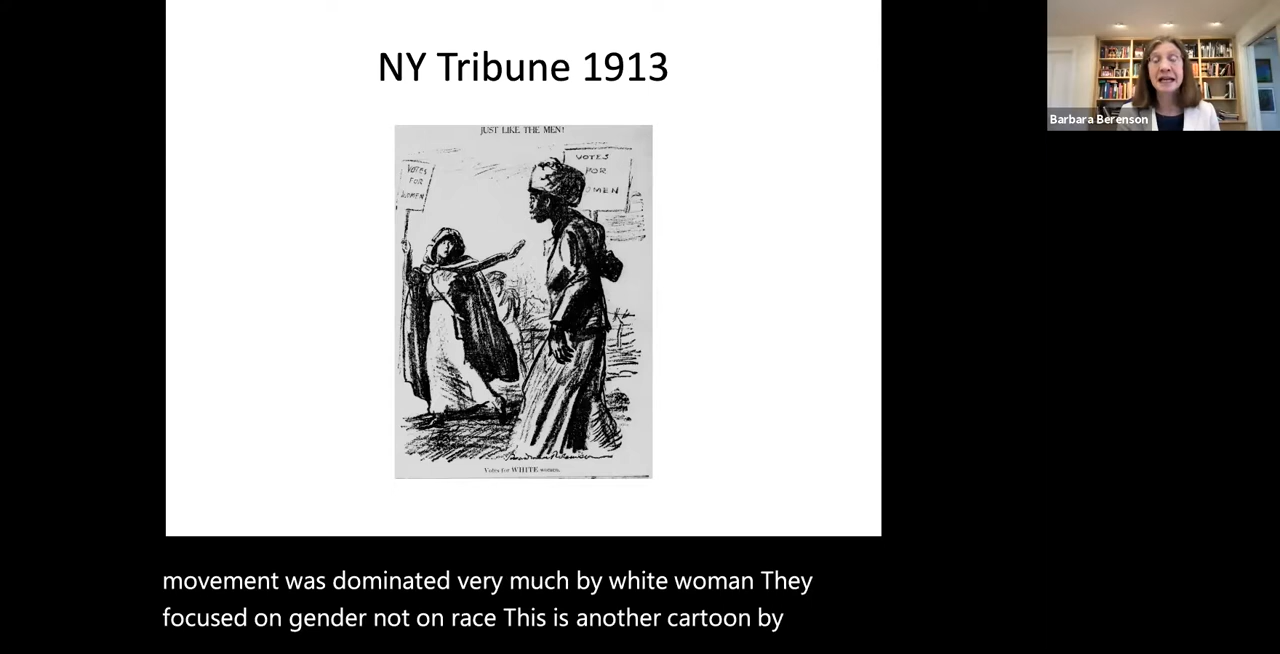 NY Tribune 1913
JUST LIKE THE MEN!
VOTES
FOR
WOMEN
VOTES
FOR
OMEN
Votes for WHITE women.
Barbara Berenson
movement was dominated very much by white woman They
focused on gender not on race This is another cartoon by